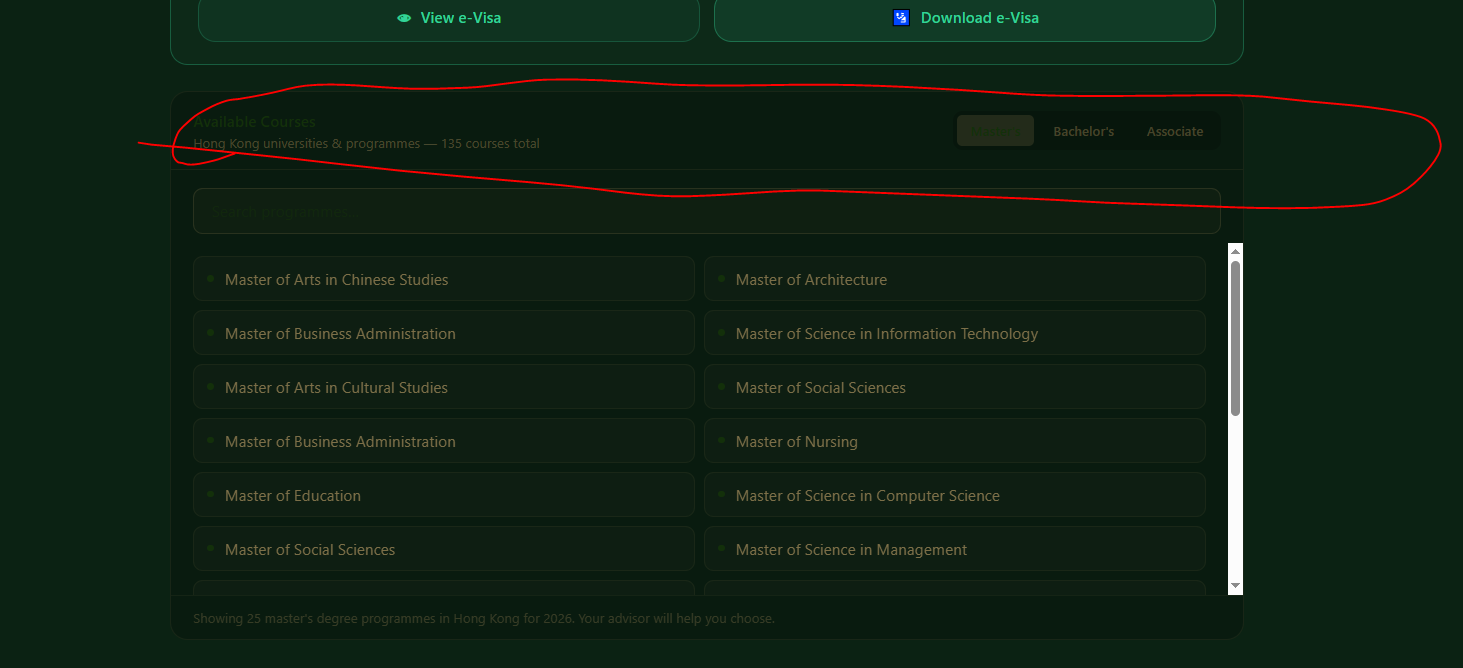 View e-Visa
Download e-Visa
Available Courses
Hong Kong universities & programmes — 135 courses total
Master's
Bachelor's
Associate
Search programmes...
Master of Arts in Chinese Studies
Master of Architecture
Master of Business Administration
Master of Science in Information Technology
Master of Arts in Cultural Studies
Master of Social Sciences
Master of Business Administration
Master of Nursing
Master of Education
Master of Science in Computer Science
Master of Social Sciences
Master of Science in Management
Showing 25 master's degree programmes in Hong Kong for 2026. Your advisor will help you choose.